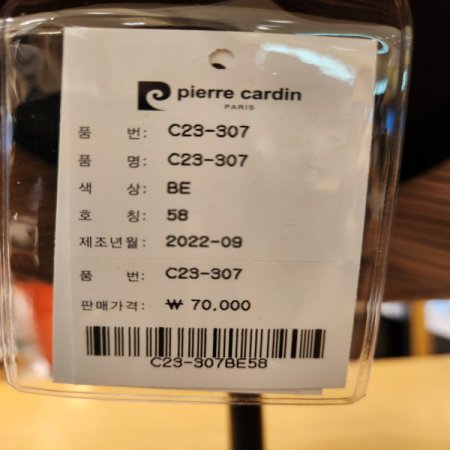 pierre cardin
PARIS
품 번: C23-307
품 명: C23-307
색 상: BE
호 칭: 58
제조년월: 2022-09
품 번: C23-307
판매가격: ₩ 70,000
C23-307BE58